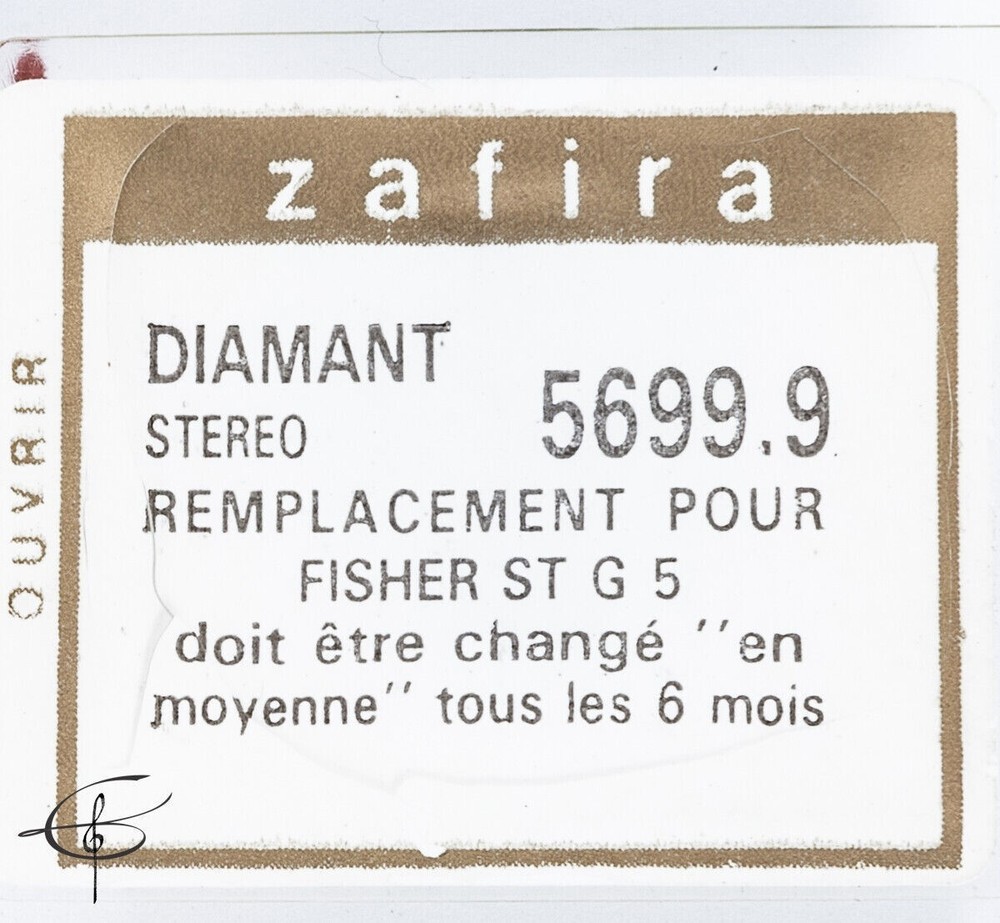 zafira
DIAMANT
STEREO
5699.9
REMPLACEMENT POUR
FISHER ST G 5
doit être changé ''en
moyenne'' tous les 6 mois
OUVRIR